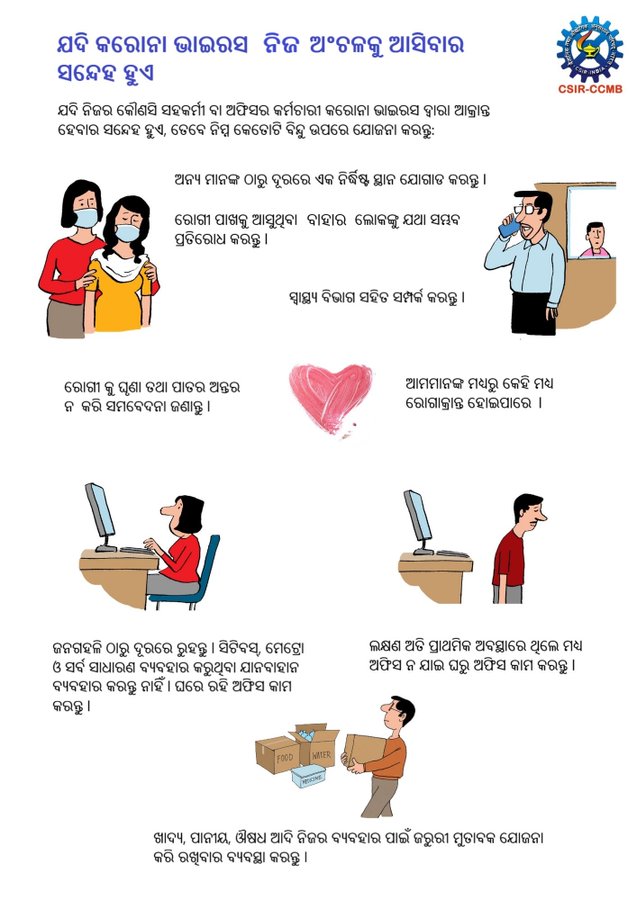 ଯଦି କରୋନା ଭାଇରସ ନିଜ ଅଂଚଳକୁ ଆସିବାର
ସନ୍ଦେହ ହୁଏ
CSIR-INDIA
CSIR-CCMB
ଯଦି ନିଜର କୌଣସି ସହକର୍ମୀ ବା ଅଫିସର କର୍ମଚାରୀ କରୋନା ଭାଇରସ ଦ୍ୱାରା ଆକ୍ରାନ୍ତ
ହେବାର ସନ୍ଦେହ ହୁଏ, ତେବେ ନିମ୍ନ କେତୋଟି ବିନ୍ଦୁ ଉପରେ ଯୋଜନା କରନ୍ତୁ:
ଅନ୍ୟ ମାନଙ୍କ ଠାରୁ ଦୂରରେ ଏକ ନିର୍ଦ୍ଧିଷ୍ଟ ସ୍ଥାନ ଯୋଗାଡ କରନ୍ତୁ ।
ରୋଗୀ ପାଖକୁ ଆସୁଥିବା ବାହାର ଲୋକଙ୍କୁ ଯଥା ସମ୍ଭବ
ପ୍ରତିରୋଧ କରନ୍ତୁ ।
ସ୍ୱାସ୍ଥ୍ୟ ବିଭାଗ ସହିତ ସମ୍ପର୍କ କରନ୍ତୁ ।
ରୋଗୀ କୁ ଘୃଣା ତଥା ପାତର ଅନ୍ତର
ନ କରି ସମବେଦନା ଜଣାନ୍ତୁ ।
ଆମମାନଙ୍କ ମଧ୍ୟରୁ କେହି ମଧ୍ୟ
ରୋଗାକ୍ରାନ୍ତ ହୋଇପାରେ ।
ଜନଗହଳି ଠାରୁ ଦୂରରେ ରୁହନ୍ତୁ । ସିଟିବସ୍, ମେଟ୍ରୋ
ଓ ସର୍ବ ସାଧାରଣ ବ୍ୟବହାର କରୁଥିବା ଯାନବାହାନ
ବ୍ୟବହାର କରନ୍ତୁ ନାହିଁ । ଘରେ ରହି ଅଫିସ କାମ
କରନ୍ତୁ ।
ଲକ୍ଷଣ ଅତି ପ୍ରାଥମିକ ଅବସ୍ଥାରେ ଥିଲେ ମଧ୍ୟ
ଅଫିସ ନ ଯାଇ ଘରୁ ଅଫିସ କାମ କରନ୍ତୁ ।
FOOD
WATER
MEDICINE
ଖାଦ୍ୟ, ପାନୀୟ, ଔଷଧ ଆଦି ନିଜର ବ୍ୟବହାର ପାଇଁ ଜରୁରୀ ମୁତାବକ ଯୋଜନା
କରି ରଖିବାର ବ୍ୟବସ୍ଥା କରନ୍ତୁ ।